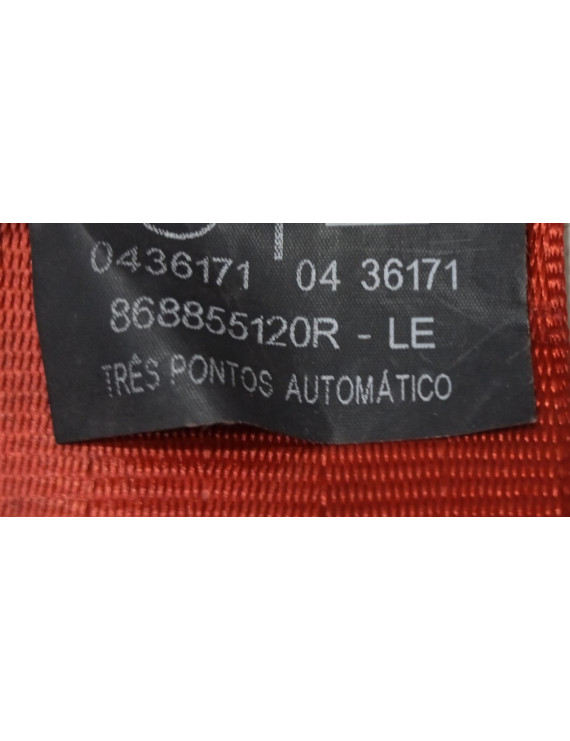 0436171 04 36171
868855120R - LE
TRÊS PONTOS AUTOMÁTICO